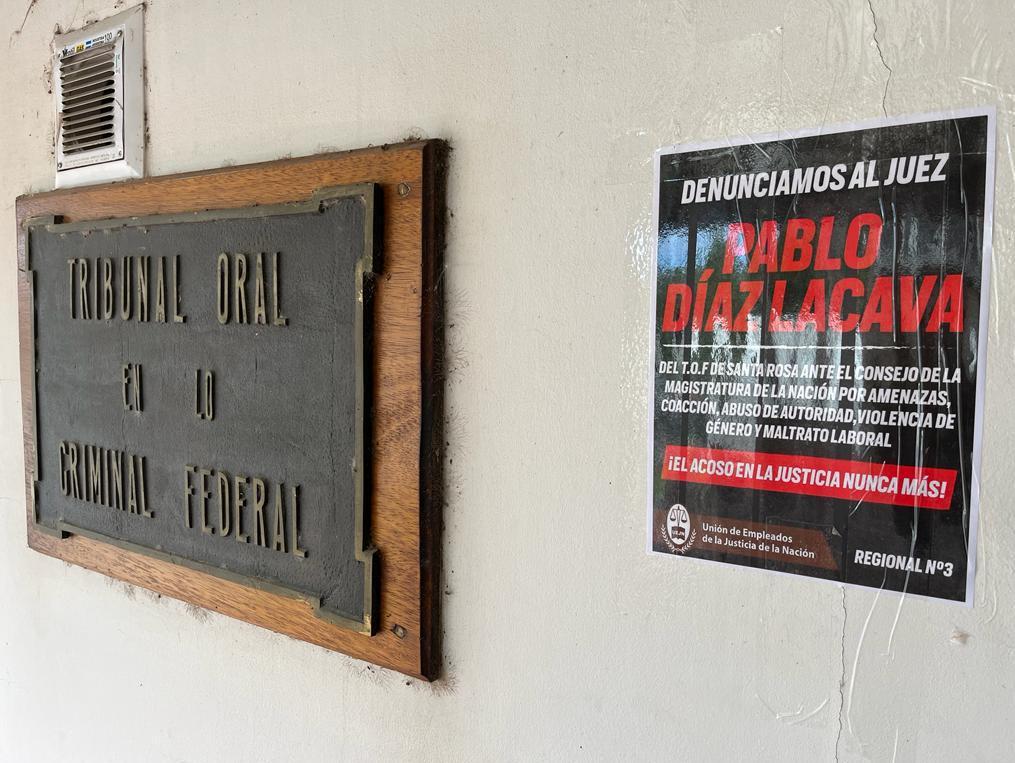 TRIBUNAL ORAL
EN LO
CRIMINAL FEDERAL
DENUNCIAMOS AL JUEZ
PABLO
DÍAZ LACAVA
DEL T.O.F DE SANTA ROSA ANTE EL CONSEJO DE LA
MAGISTRATURA DE LA NACIÓN POR AMENAZAS,
COACCIÓN, ABUSO DE AUTORIDAD, VIOLENCIA DE
GÉNERO Y MALTRATO LABORAL
¡EL ACOSO EN LA JUSTICIA NUNCA MÁS!
Unión de Empleados
de la Justicia de la Nación
REGIONAL Nº3